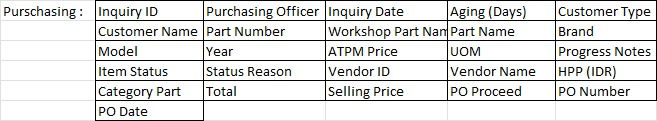 Purschasing : Inquiry ID Purchasing Officer Inquiry Date Aging (Days) Customer Type
Customer Name Part Number Workshop Part Nam Part Name Brand
Model Year ATPM Price UOM Progress Notes
Item Status Status Reason Vendor ID Vendor Name HPP (IDR)
Category Part Total Selling Price PO Proceed PO Number
PO Date